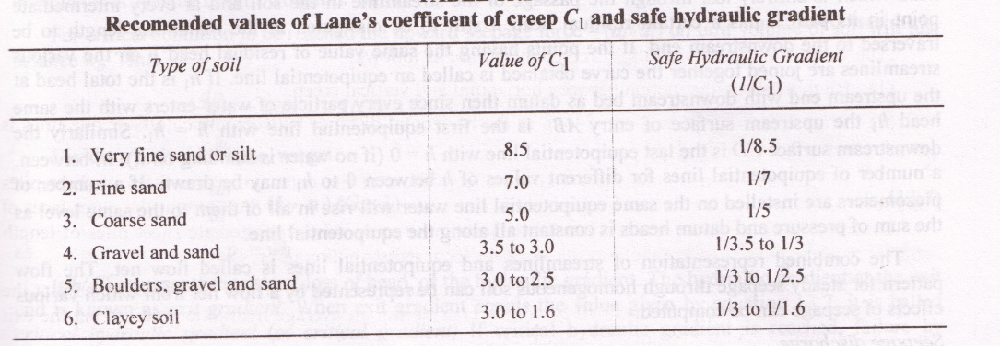 Recomended values of Lane's coefficient of creep C1 and safe hydraulic gradient
Type of soil Value of C1 Safe Hydraulic Gradient
(1/C1)
1. Very fine sand or silt 8.5 1/8.5
2. Fine sand 7.0 1/7
3. Coarse sand 5.0 1/5
4. Gravel and sand 3.5 to 3.0 1/3.5 to 1/3
5. Boulders, gravel and sand 3.0 to 2.5 1/3 to 1/2.5
6. Clayey soil 3.0 to 1.6 1/3 to 1/1.6